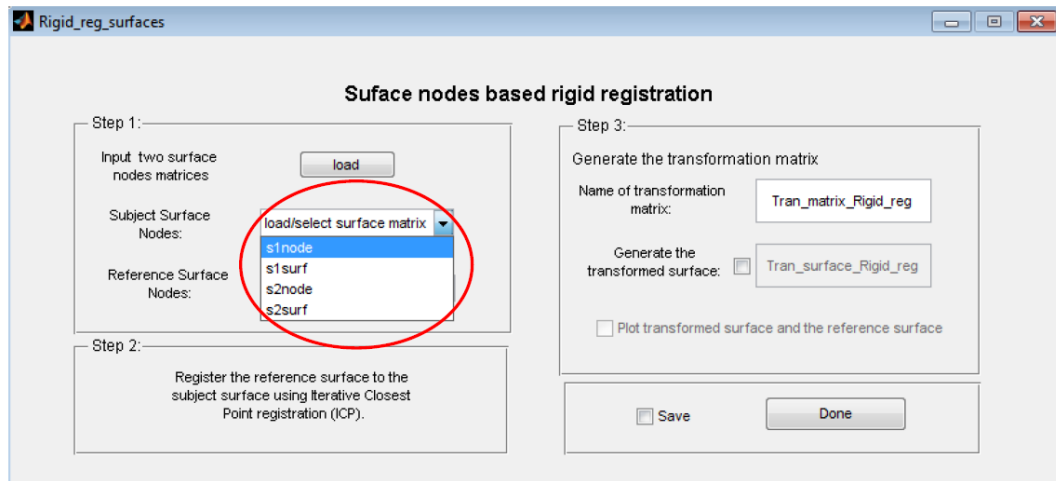 Rigid_reg_surfaces
Suface nodes based rigid registration
Step 1:
Input two surface
nodes matrices
load
Subject Surface
Nodes:
load/select surface matrix
s1node
s1surf
s2node
s2surf
Reference Surface
Nodes:
Step 2:
Register the reference surface to the
subject surface using Iterative Closest
Point registration (ICP).
Step 3:
Generate the transformation matrix
Name of transformation
matrix:
Tran_matrix_Rigid_reg
Generate the
transformed surface:
Tran_surface_Rigid_reg
Plot transformed surface and the reference surface
Save
Done